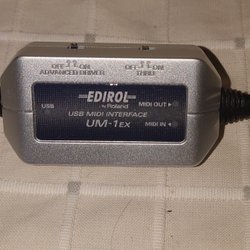 OFF ON OFF ON
ADVANCED DRIVER THRU
EDIROL
by Roland
USB MIDI OUT
USB MIDI INTERFACE
UM-1EX MIDI IN